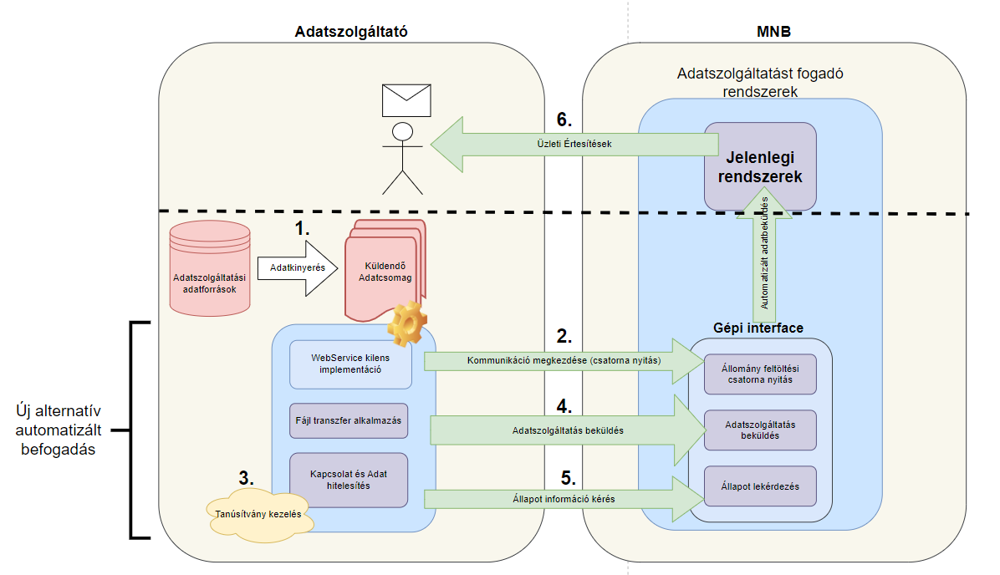 Adatszolgáltató
MNB
Adatszolgáltatást fogadó
rendszerek
6.
Üzleti Értesítések
Jelenlegi
rendszerek
Automatizált adatbeküldés
1.
Adatkinyerés
Adatszolgáltatási
adatforrások
Küldendő
Adatcsomag
Gépi interface
2.
Kommunikáció megkezdése (csatorna nyitás)
WebService kilens
implementáció
Állomány feltöltési
csatorna nyitás
Új alternatív
automatizált
befogadás
4.
Fájl transzfer alkalmazás
Adatszolgáltatás beküldés
Adatszolgáltatás
beküldés
3.
Kapcsolat és Adat
hitelesítés
5.
Állapot információ kérés
Állapot lekérdezés
Tanúsítvány kezelés